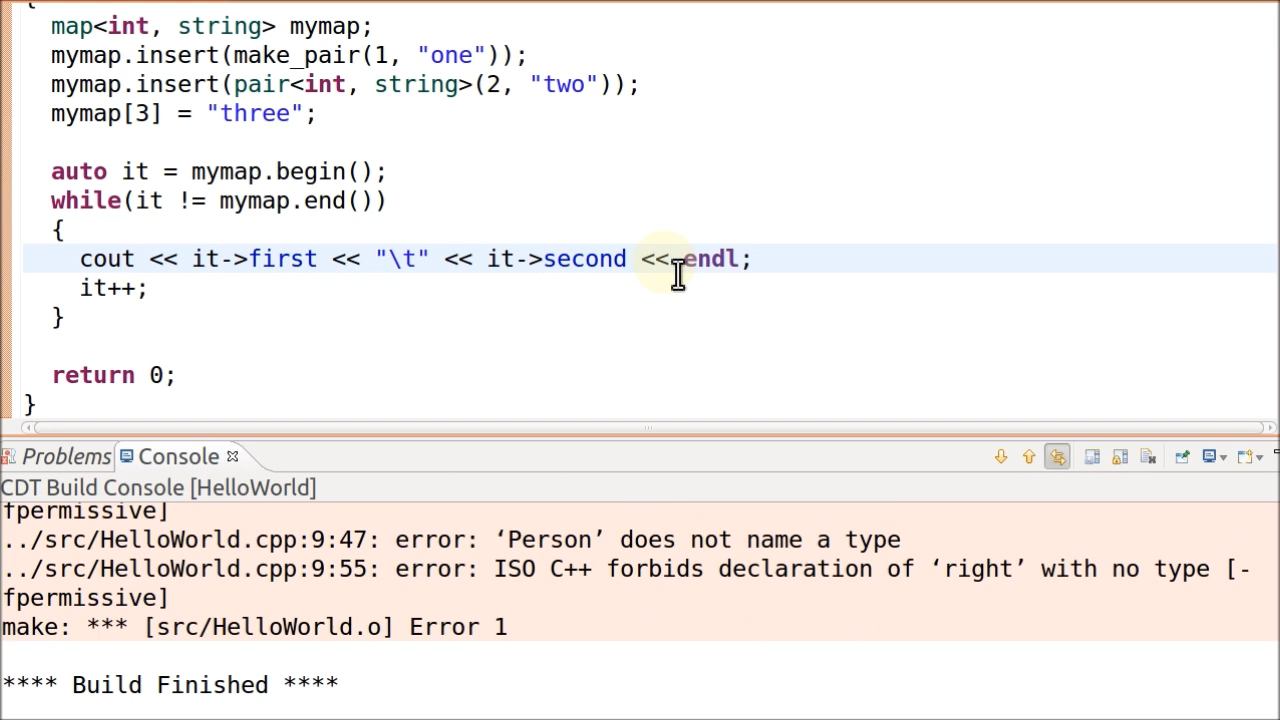 {
map<int, string> mymap;
mymap.insert(make_pair(1, "one"));
mymap.insert(pair<int, string>(2, "two"));
mymap[3] = "three";
auto it = mymap.begin();
while(it != mymap.end())
{
cout << it->first << "\t" << it->second << endl;
it++;
}
return 0;
}
Problems Console
CDT Build Console [HelloWorld]
fpermissive]
../src/HelloWorld.cpp:9:47: error: ‘Person’ does not name a type
../src/HelloWorld.cpp:9:55: error: ISO C++ forbids declaration of ‘right’ with no type [-
fpermissive]
make: *** [src/HelloWorld.o] Error 1
**** Build Finished ****